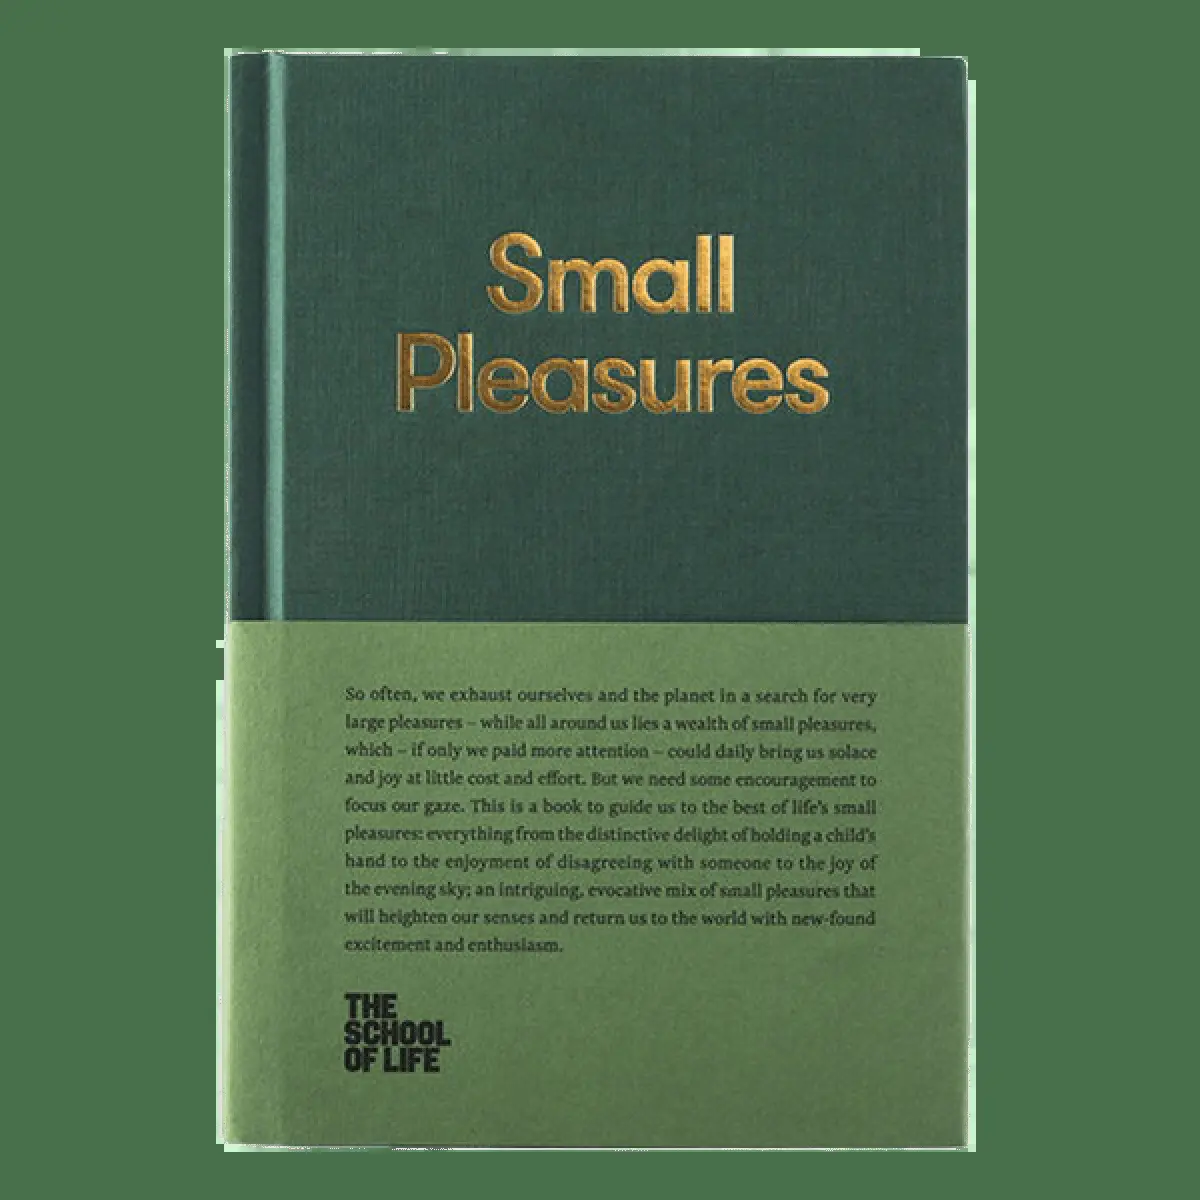 Small
Pleasures
So often, we exhaust ourselves and the planet in a search for very
large pleasures – while all around us lies a wealth of small pleasures,
which – if only we paid more attention – could daily bring us solace
and joy at little cost and effort. But we need some encouragement to
focus our gaze. This is a book to guide us to the best of life's small
pleasures: everything from the distinctive delight of holding a child's
hand to the enjoyment of disagreeing with someone to the joy of
the evening sky; an intriguing, evocative mix of small pleasures that
will heighten our senses and return us to the world with new-found
excitement and enthusiasm.
THE
SCHOOL
OF LIFE